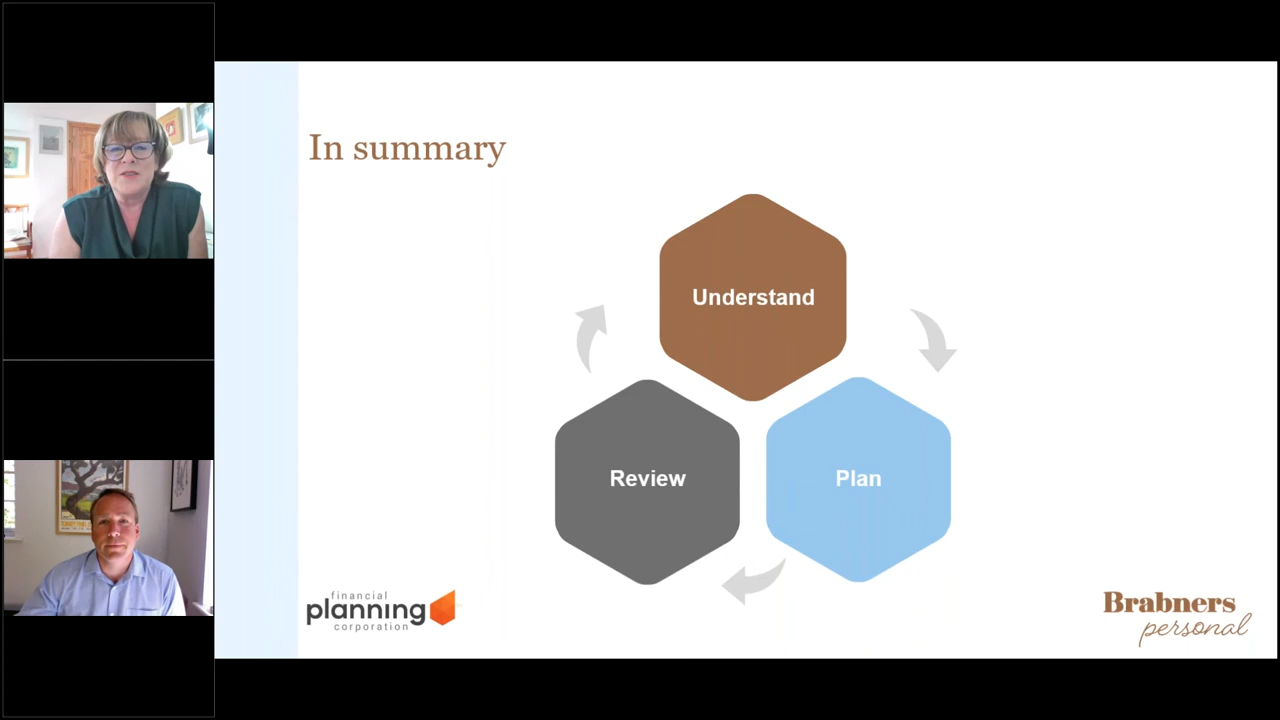 In summary
Understand
Review
Plan
financial
planning
corporation
Brabners
personal